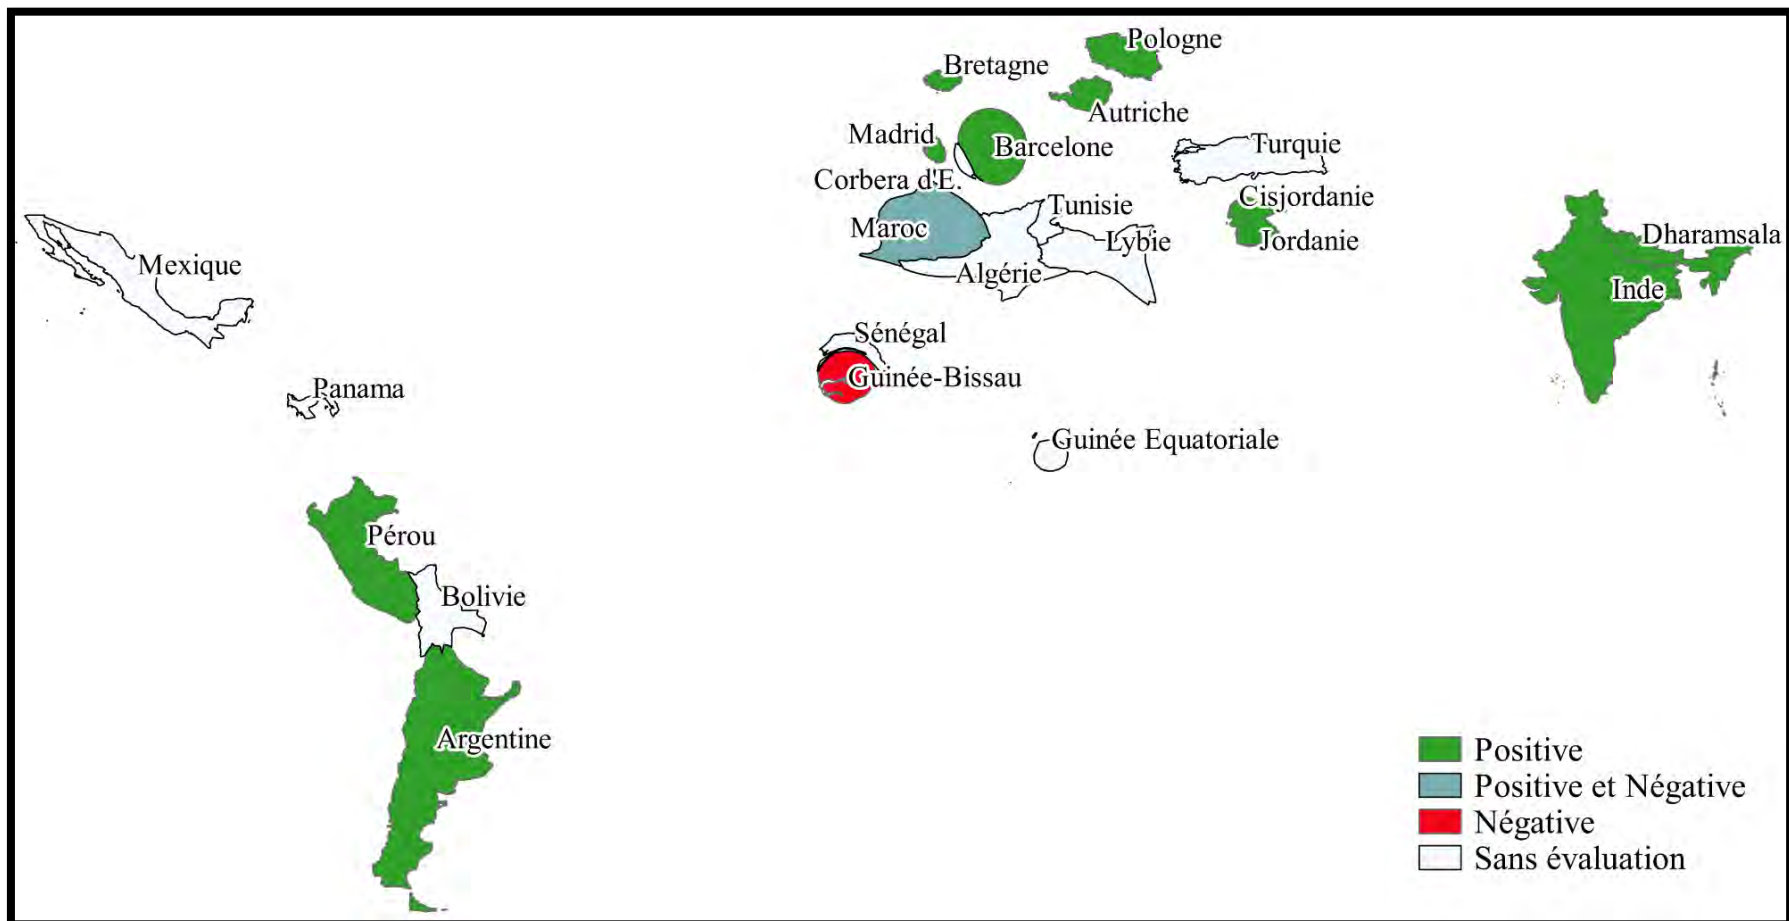 Pologne
Bretagne
Autriche
Madrid
Barcelone
Turquie
Corbera d'E.
Cisjordanie
Tunisie
Maroc
Lybie
Jordanie
Dharamsala
Mexique
Algérie
Inde
Sénégal
Guinée-Bissau
Panama
Guinée Equatoriale
Pérou
Bolivie
Argentine
Positive
Positive et Négative
Négative
Sans évaluation